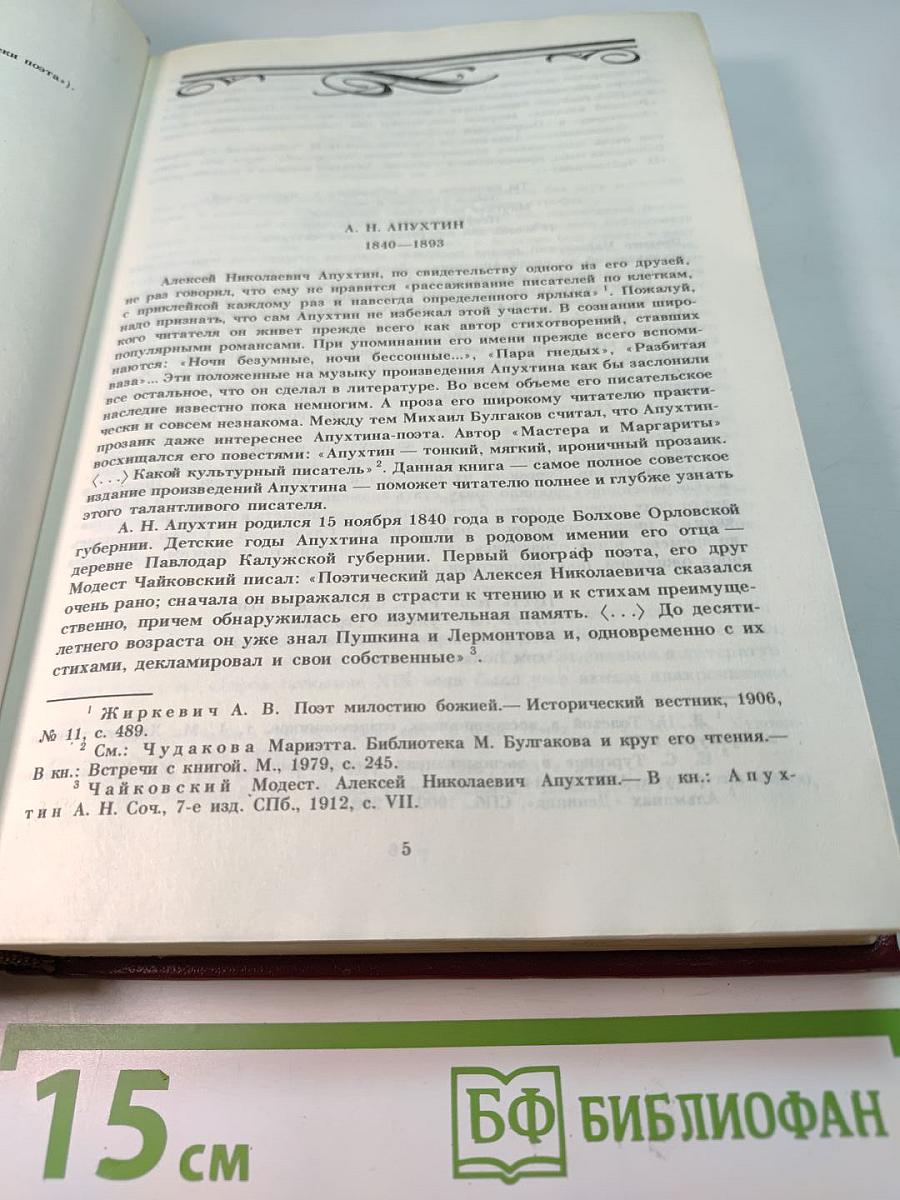 поэта»).
А. Н. АПУХТИН
1840—1893
Алексей Николаевич Апухтин, по свидетельству одного из его друзей,
не раз говорил, что ему не нравится «рассаживание писателей по клеткам,
с приклейкой каждому раз и навсегда определенного ярлыка» 1. Пожалуй,
надо признать, что сам Апухтин не избежал этой участи. В сознании широ-
кого читателя он живет прежде всего как автор стихотворений, ставших
популярными романсами. При упоминании его имени прежде всего вспоми-
наются: «Ночи безумные, ночи бессонные...», «Пара гнедых», «Разбитая
ваза»... Эти положенные на музыку произведения Апухтина как бы заслонили
все остальное, что он сделал в литературе. Во всем объеме его писательское
наследие известно пока немногим. А проза его широкому читателю практи-
чески и совсем незнакома. Между тем Михаил Булгаков считал, что Апухтин-
прозаик даже интереснее Апухтина-поэта. Автор «Мастера и Маргариты»
восхищался его повестями: «Апухтин — тонкий, мягкий, ироничный прозаик.
⟨...⟩ Какой культурный писатель» 2. Данная книга — самое полное советское
издание произведений Апухтина — поможет читателю полнее и глубже узнать
этого талантливого писателя.
А. Н. Апухтин родился 15 ноября 1840 года в городе Болхове Орловской
губернии. Детские годы Апухтина прошли в родовом имении его отца —
деревне Павлодар Калужской губернии. Первый биограф поэта, его друг
Модест Чайковский писал: «Поэтический дар Алексея Николаевича сказался
очень рано; сначала он выражался в страсти к чтению и к стихам преимуще-
ственно, причем обнаружилась его изумительная память. ⟨...⟩ До десяти-
летнего возраста он уже знал Пушкина и Лермонтова и, одновременно с их
стихами, декламировал и свои собственные» 3.
1 Жиркевич А. В. Поэт милостию божией.— Исторический вестник, 1906,
№ 11, с. 489.
2 См.: Чудакова Мариэтта. Библиотека М. Булгакова и круг его чтения.—
В кн.: Встречи с книгой. М., 1979, с. 245.
3 Чайковский Модест. Алексей Николаевич Апухтин.— В кн.: Апух-
тин А. Н. Соч., 7-е изд. СПб., 1912, с. VII.
5
15 см
БФ БИБЛИОФАН